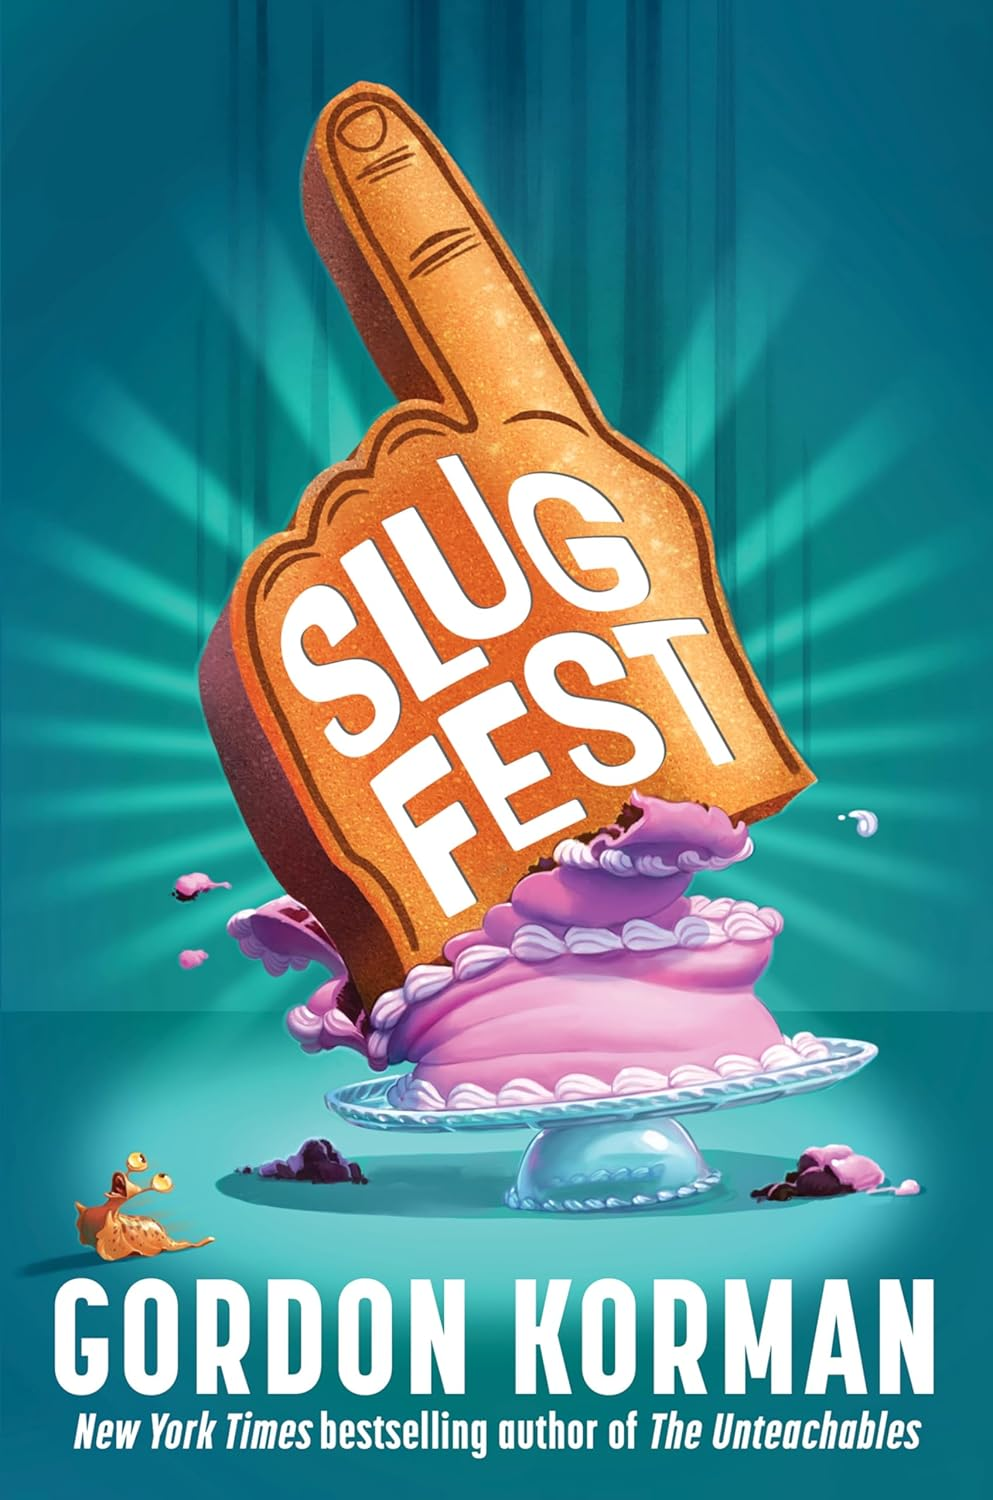 SLUG
FEST
GORDON KORMAN
New York Times bestselling author of The Unteachables